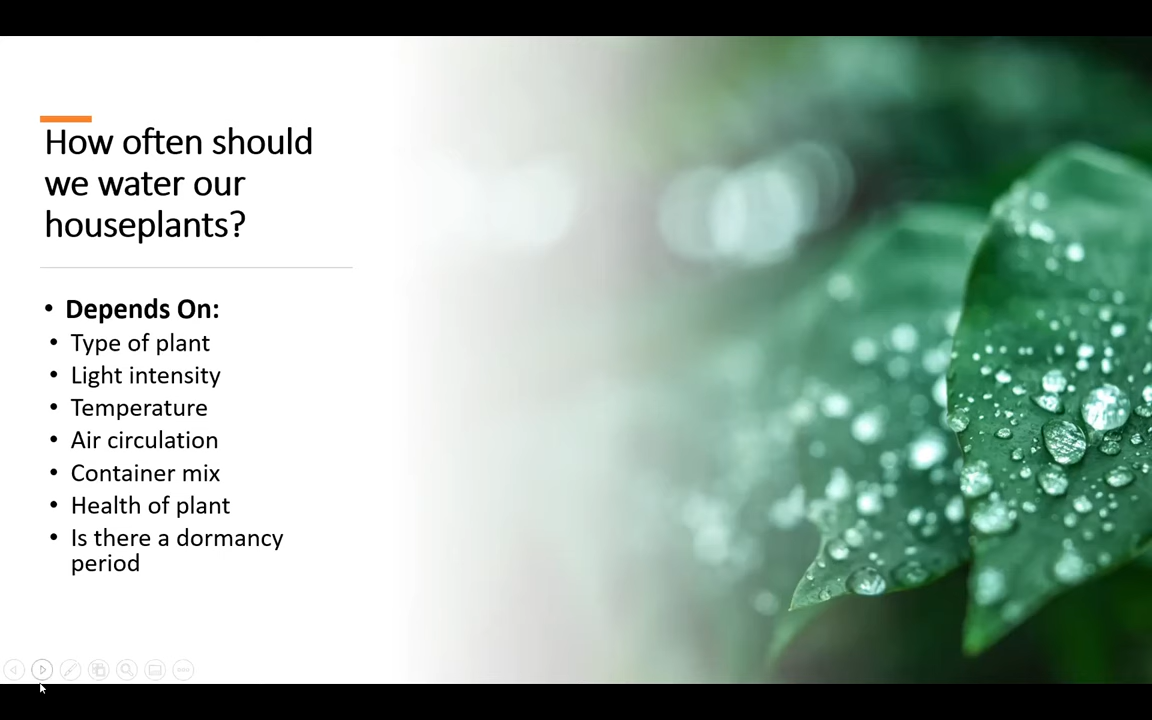 How often should
we water our
houseplants?
• Depends On:
• Type of plant
• Light intensity
• Temperature
• Air circulation
• Container mix
• Health of plant
• Is there a dormancy
period